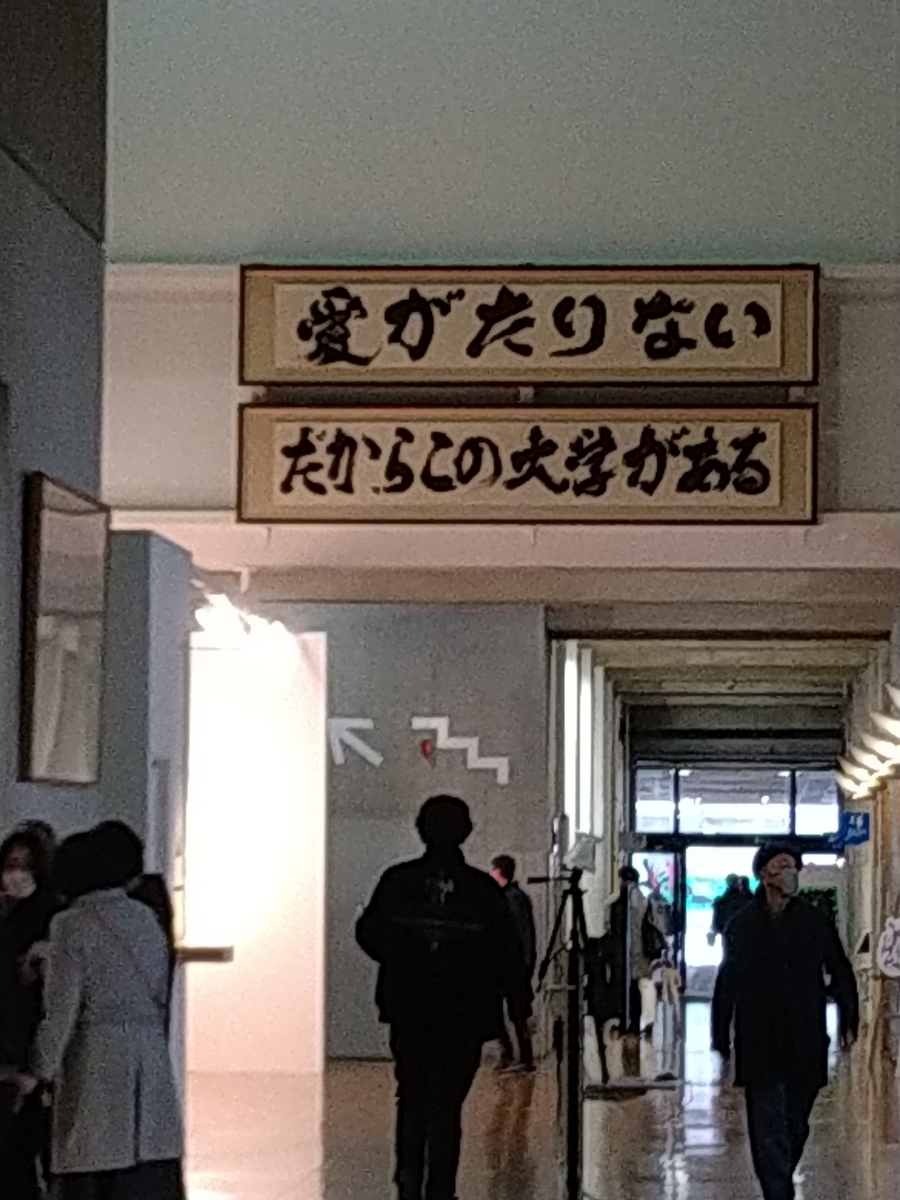 愛がたりない
だからこの大学がある